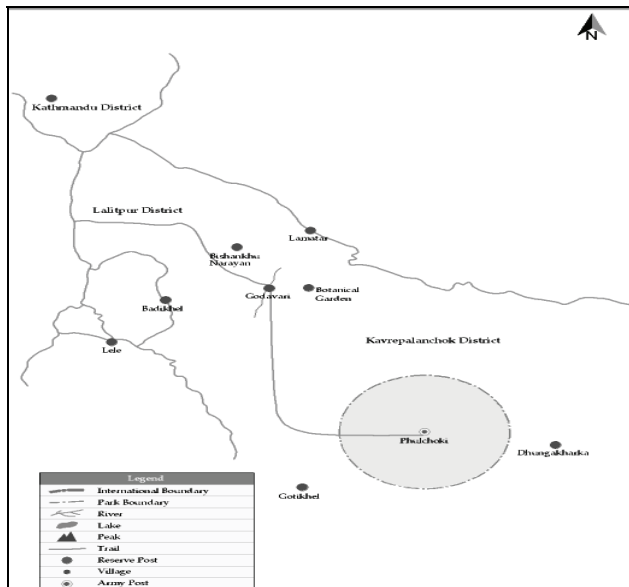 N
Kathmandu District
Lalitpur District
Lamatar
Bishankhu
Narayan
Godavari
Botanical
Garden
Badikhel
Lele
Kavrepalanchok District
Phulchoki
Dhungakharka
Gotikhel
Legend
International Boundary
Park Boundary
River
Lake
Peak
Trail
Reserve Post
Village
Army Post